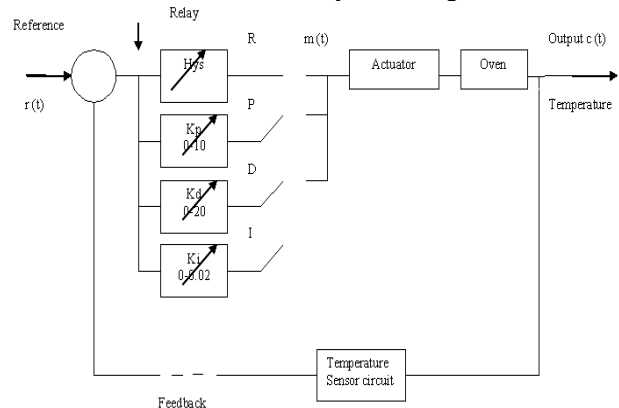 Relay
Reference
R
m(t)
Output c(t)
Hys
Actuator
Oven
r(t)
P
Temperature
Kp
0-10
D
Kd
0-20
I
Ki
0-0.02
Temperature
Sensor circuit
Feedback